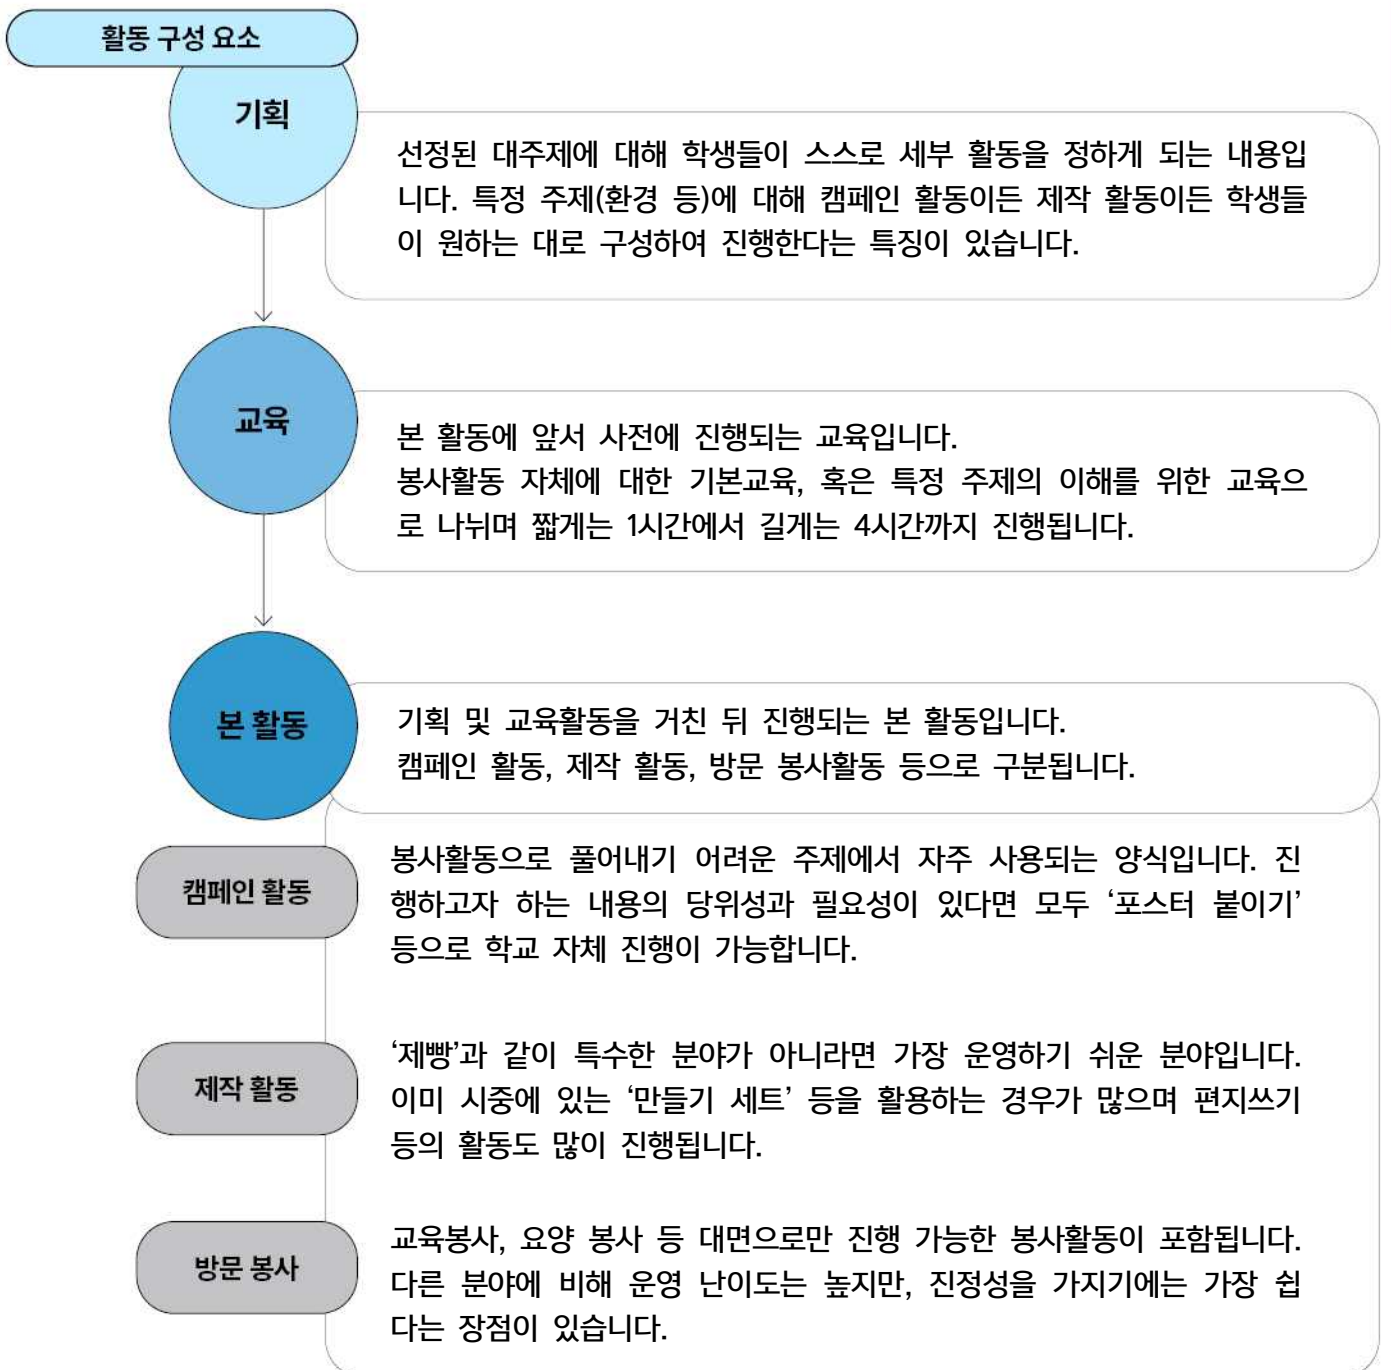 활동 구성 요소
기획
선정된 대주제에 대해 학생들이 스스로 세부 활동을 정하게 되는 내용입
니다. 특정 주제(환경 등)에 대해 캠페인 활동이든 제작 활동이든 학생들
이 원하는 대로 구성하여 진행한다는 특징이 있습니다.
교육
본 활동에 앞서 사전에 진행되는 교육입니다.
봉사활동 자체에 대한 기본교육, 혹은 특정 주제의 이해를 위한 교육으
로 나뉘며 짧게는 1시간에서 길게는 4시간까지 진행됩니다.
본 활동
기획 및 교육활동을 거친 뒤 진행되는 본 활동입니다.
캠페인 활동, 제작 활동, 방문 봉사활동 등으로 구분됩니다.
캠페인 활동
봉사활동으로 풀어내기 어려운 주제에서 자주 사용되는 양식입니다. 진
행하고자 하는 내용의 당위성과 필요성이 있다면 모두 ‘포스터 붙이기’
등으로 학교 자체 진행이 가능합니다.
제작 활동
‘제빵’과 같이 특수한 분야가 아니라면 가장 운영하기 쉬운 분야입니다.
이미 시중에 있는 ‘만들기 세트’ 등을 활용하는 경우가 많으며 편지쓰기
등의 활동도 많이 진행됩니다.
방문 봉사
교육봉사, 요양 봉사 등 대면으로만 진행 가능한 봉사활동이 포함됩니다.
다른 분야에 비해 운영 난이도는 높지만, 진정성을 가지기에는 가장 쉽
다는 장점이 있습니다.